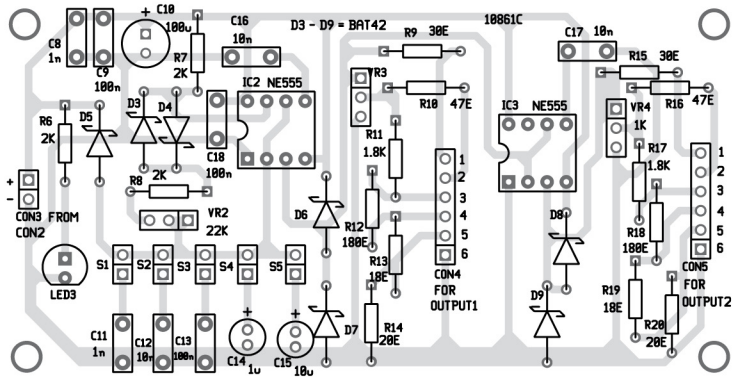 C10
100u
C16
10n
D3 - D9 = BAT42
R9 30E
10861C
C17 10n
C8
1n
C9
100n
R7
2K
IC2 NE555
VR3
R10 47E
IC3 NE555
R15 30E
R16
47E
VR4
1K
R6
2K
D5
D3
D4
C18
100n
R11
1.8K
R17
1.8K
1
2
3
4
5
6
1
2
3
4
5
6
+
-
CON3 FROM
CON2
R8
2K
VR2
22K
D6
R12
180E
R13
18E
D8
R18
180E
CON4
FOR
OUTPUT1
CON5
FOR
OUTPUT2
LED3
S1
S2
S3
S4
S5
D9
R19
18E
C11
1n
C12
10n
C13
100n
+
C14
1u
+
C15
10u
D7
R14
20E
R20
20E